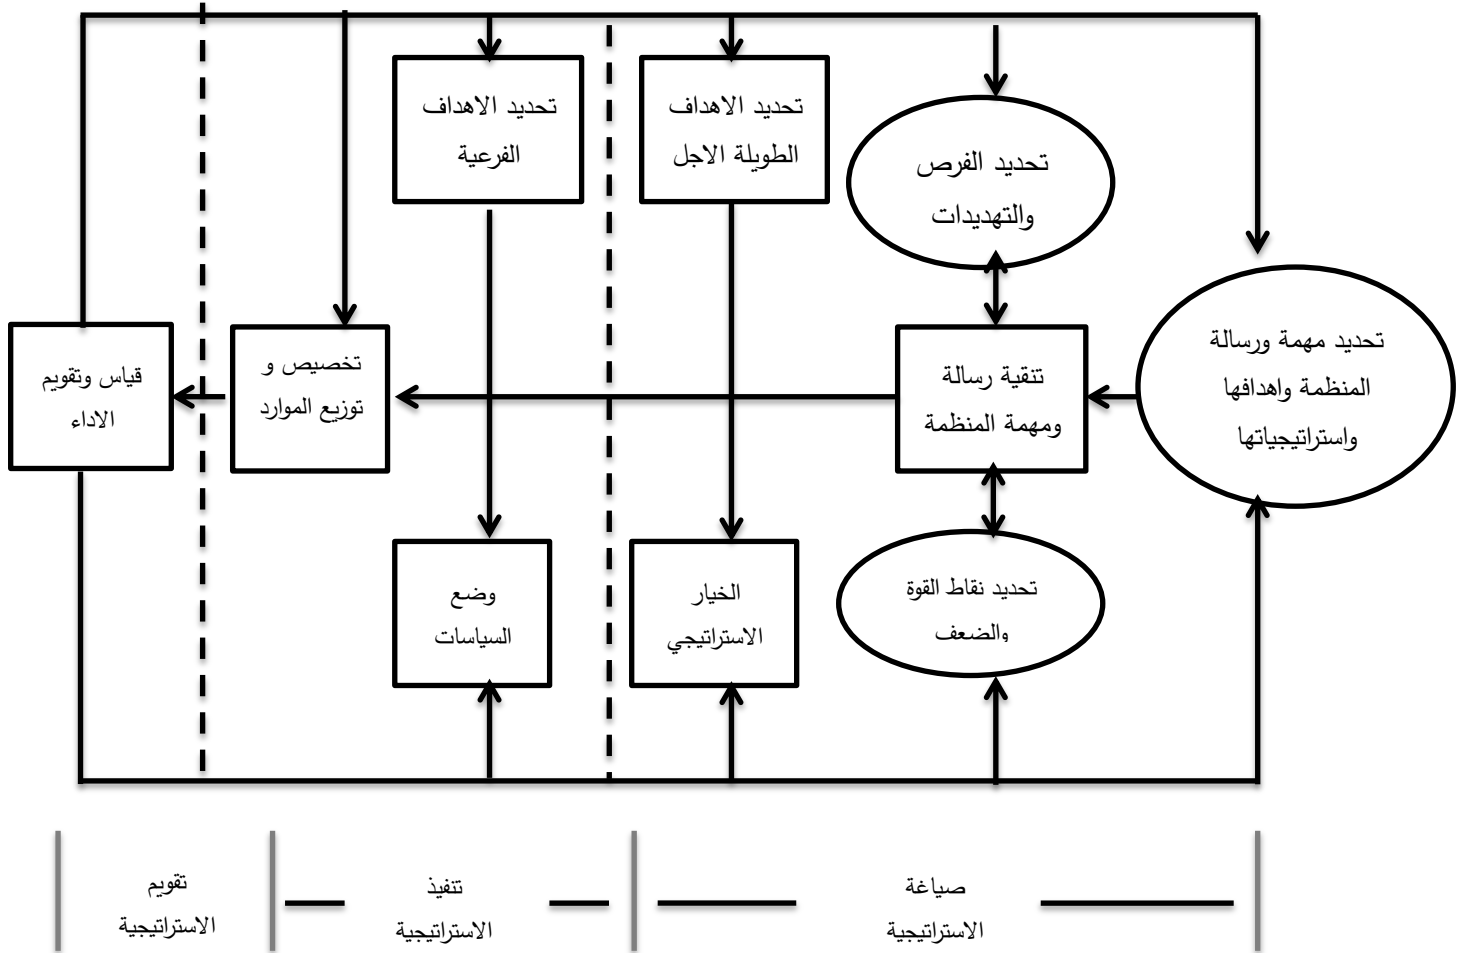 تحديد مهمة ورسالة
المنظمة واهدافها
واستراتيجياتها
تحديد الفرص
والتهديدات
تنقية رسالة
ومهمة المنظمة
تحديد نقاط القوة
والضعف
تحديد الاهداف
الطويلة الاجل
الخيار
الاستراتيجي
تحديد الاهداف
الفرعية
وضع
السياسات
تخصيص و
توزيع الموارد
قياس وتقويم
الاداء
صياغة
الاستراتيجية
تنفيذ
الاستراتيجية
تقويم
الاستراتيجية